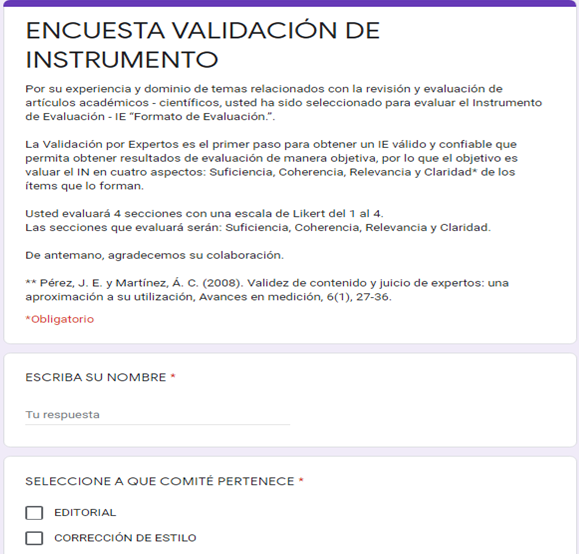 ENCUESTA VALIDACIÓN DE
INSTRUMENTO
Por su experiencia y dominio de temas relacionados con la revisión y evaluación de
artículos académicos - científicos, usted ha sido seleccionado para evaluar el Instrumento
de Evaluación - IE “Formato de Evaluación.”.
La Validación por Expertos es el primer paso para obtener un IE válido y confiable que
permita obtener resultados de evaluación de manera objetiva, por lo que el objetivo es
valuar el IN en cuatro aspectos: Suficiencia, Coherencia, Relevancia y Claridad* de los
ítems que lo forman.
Usted evaluará 4 secciones con una escala de Likert del 1 al 4.
Las secciones que evaluará serán: Suficiencia, Coherencia, Relevancia y Claridad.
De antemano, agradecemos su colaboración.
** Pérez, J. E. y Martínez, Á. C. (2008). Validez de contenido y juicio de expertos: una
aproximación a su utilización, Avances en medición, 6(1), 27-36.
*Obligatorio
ESCRIBA SU NOMBRE *
Tu respuesta
SELECCIONE A QUE COMITÉ PERTENECE *
EDITORIAL
CORRECCIÓN DE ESTILO